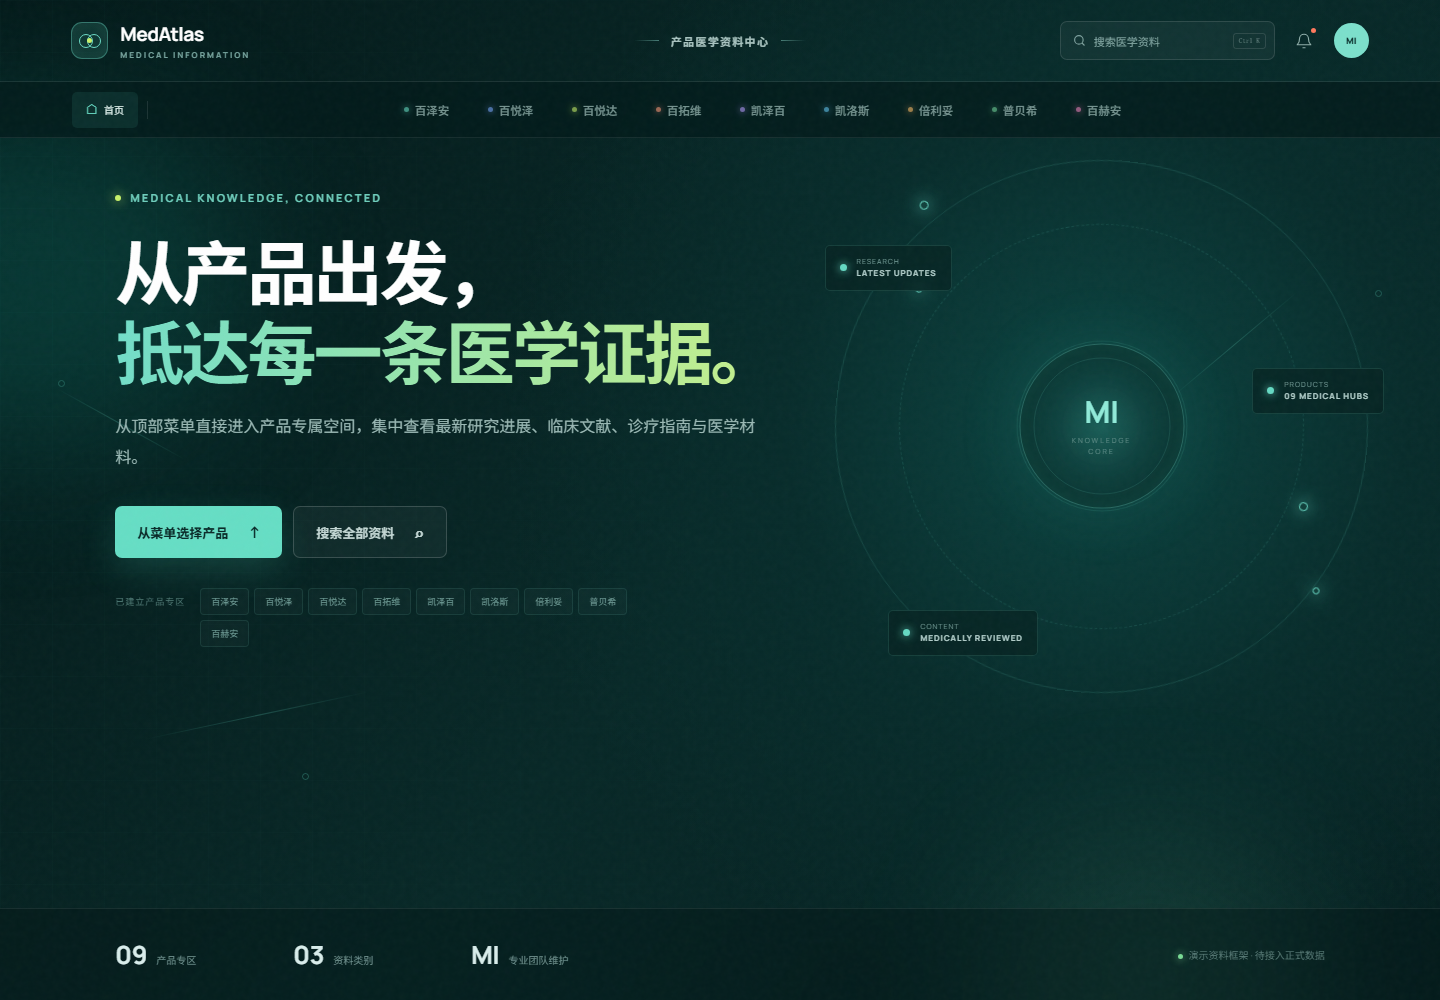 MedAtlas
MEDICAL INFORMATION
产品医学资料中心
搜索医学资料
Ctrl K
MI
首页
百泽安
百悦泽
百悦达
百拓维
凯泽百
凯洛斯
倍利妥
普贝希
百赫安
MEDICAL KNOWLEDGE, CONNECTED
从产品出发，
抵达每一条医学证据。
从顶部菜单直接进入产品专属空间，集中查看最新研究进展、临床文献、诊疗指南与医学材
料。
从菜单选择产品 ↑
搜索全部资料
已建立产品专区
百泽安
百悦泽
百悦达
百拓维
凯泽百
凯洛斯
倍利妥
普贝希
百赫安
RESEARCH
LATEST UPDATES
PRODUCTS
09 MEDICAL HUBS
MI
KNOWLEDGE
CORE
CONTENT
MEDICALLY REVIEWED
09 产品专区
03 资料类别
MI 专业团队维护
演示资料框架 · 待接入正式数据